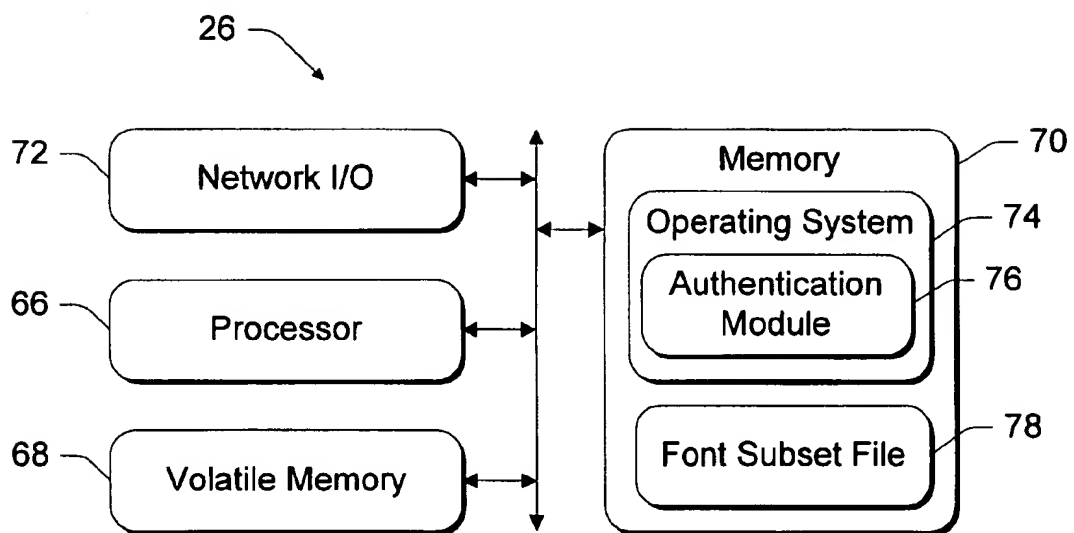 26
72
Network I/O
66
Processor
68
Volatile Memory
Memory
70
Operating System
74
Authentication
Module
76
Font Subset File
78